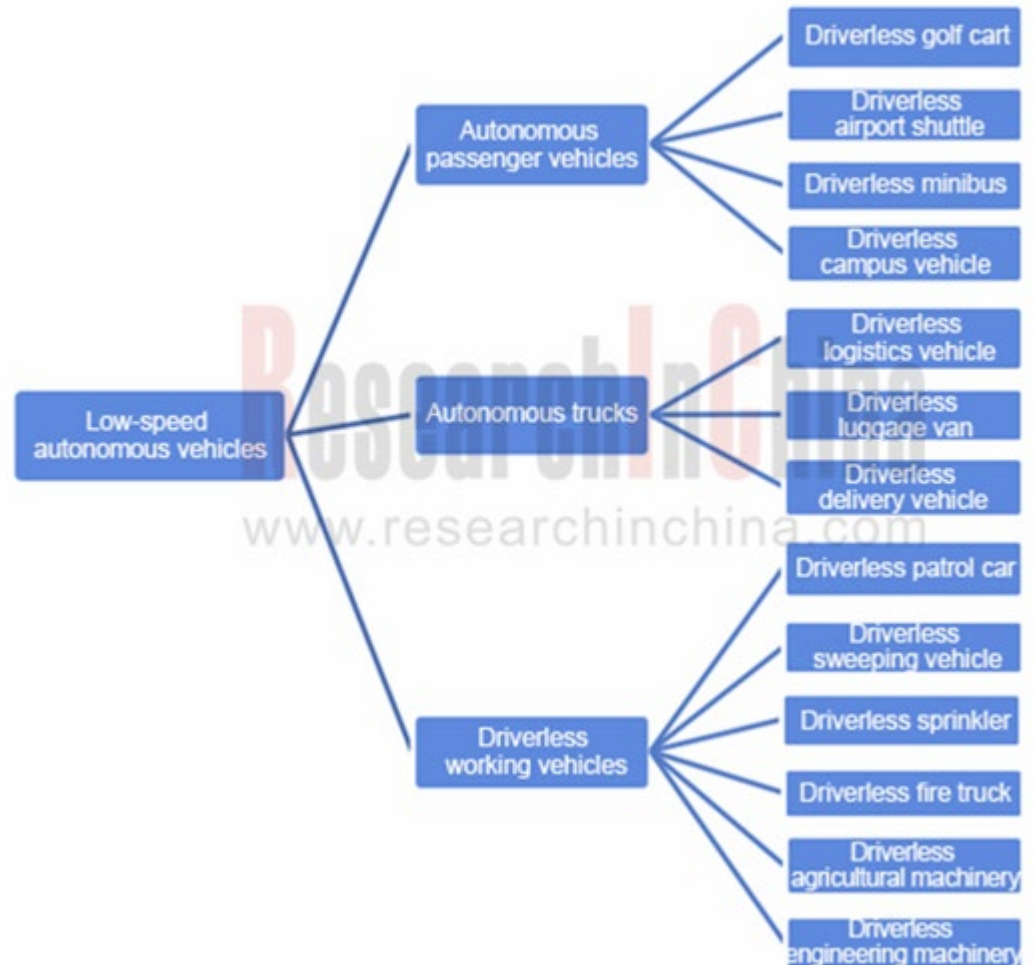 Low-speed
autonomous vehicles
Autonomous
passenger vehicles
Driverless golf cart
Driverless
airport shuttle
Driverless minibus
Driverless
campus vehicle
Autonomous trucks
Driverless
logistics vehicle
Driverless
luggage van
Driverless
delivery vehicle
Driverless
working vehicles
Driverless patrol car
Driverless
sweeping vehicle
Driverless sprinkler
Driverless fire truck
Driverless
agricultural machinery
Driverless
engineering machinery
ResearchInChina
www.researchinchina.com